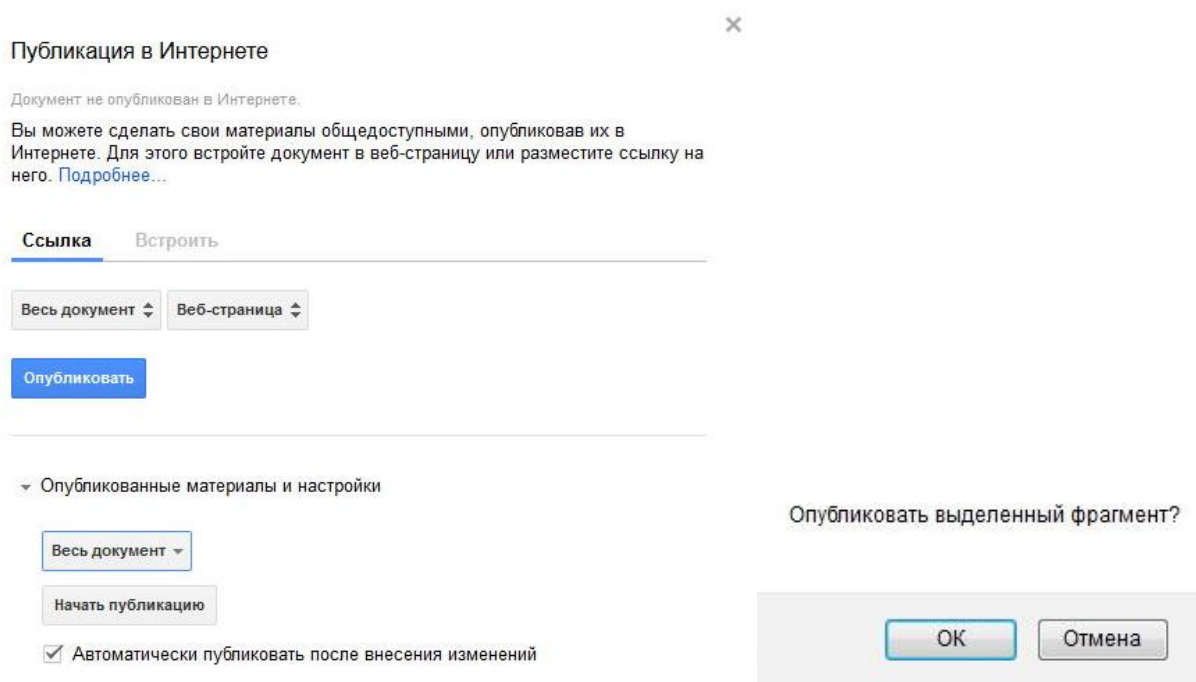 Публикация в Интернете
Документ не опубликован в Интернете.
Вы можете сделать свои материалы общедоступными, опубликовав их в
Интернете. Для этого встройте документ в веб-страницу или разместите ссылку на
него. Подробнее...
Ссылка Встроить
Весь документ Веб-страница
Опубликовать
Опубликованные материалы и настройки
Весь документ
Начать публикацию
Автоматически публиковать после внесения изменений
Опубликовать выделенный фрагмент?
ОК Отмена